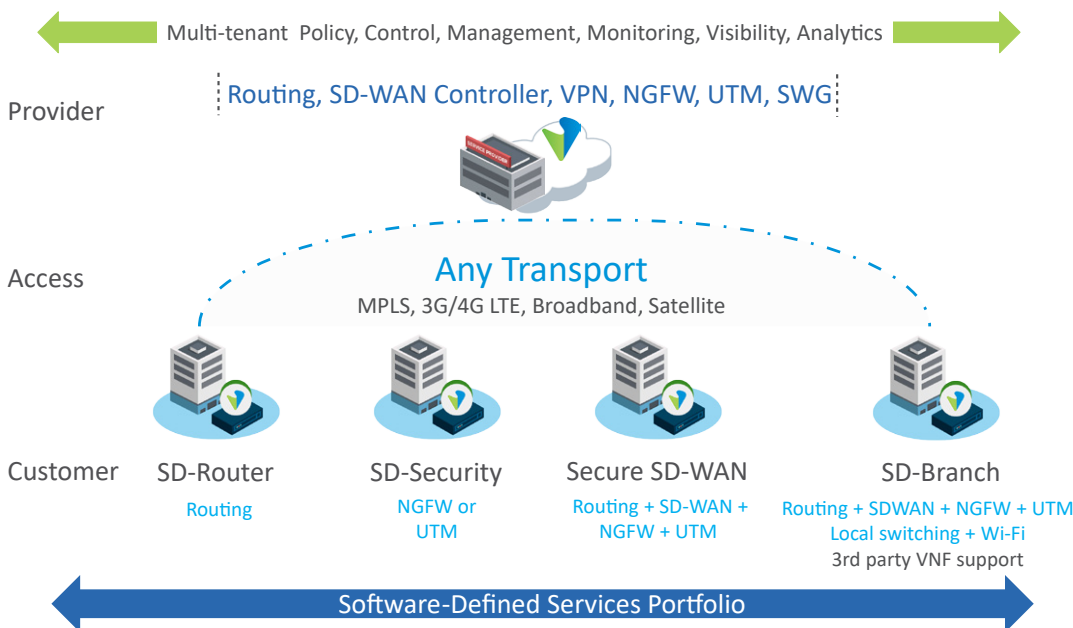 Multi-tenant Policy, Control, Management, Monitoring, Visibility, Analytics
Provider
Routing, SD-WAN Controller, VPN, NGFW, UTM, SWG
SERVICE PROVIDER
Access
Any Transport
MPLS, 3G/4G LTE, Broadband, Satellite
Customer
SD-Router
Routing
SD-Security
NGFW or
UTM
Secure SD-WAN
Routing + SD-WAN +
NGFW + UTM
SD-Branch
Routing + SDWAN + NGFW + UTM
Local switching + Wi-Fi
3rd party VNF support
Software-Defined Services Portfolio